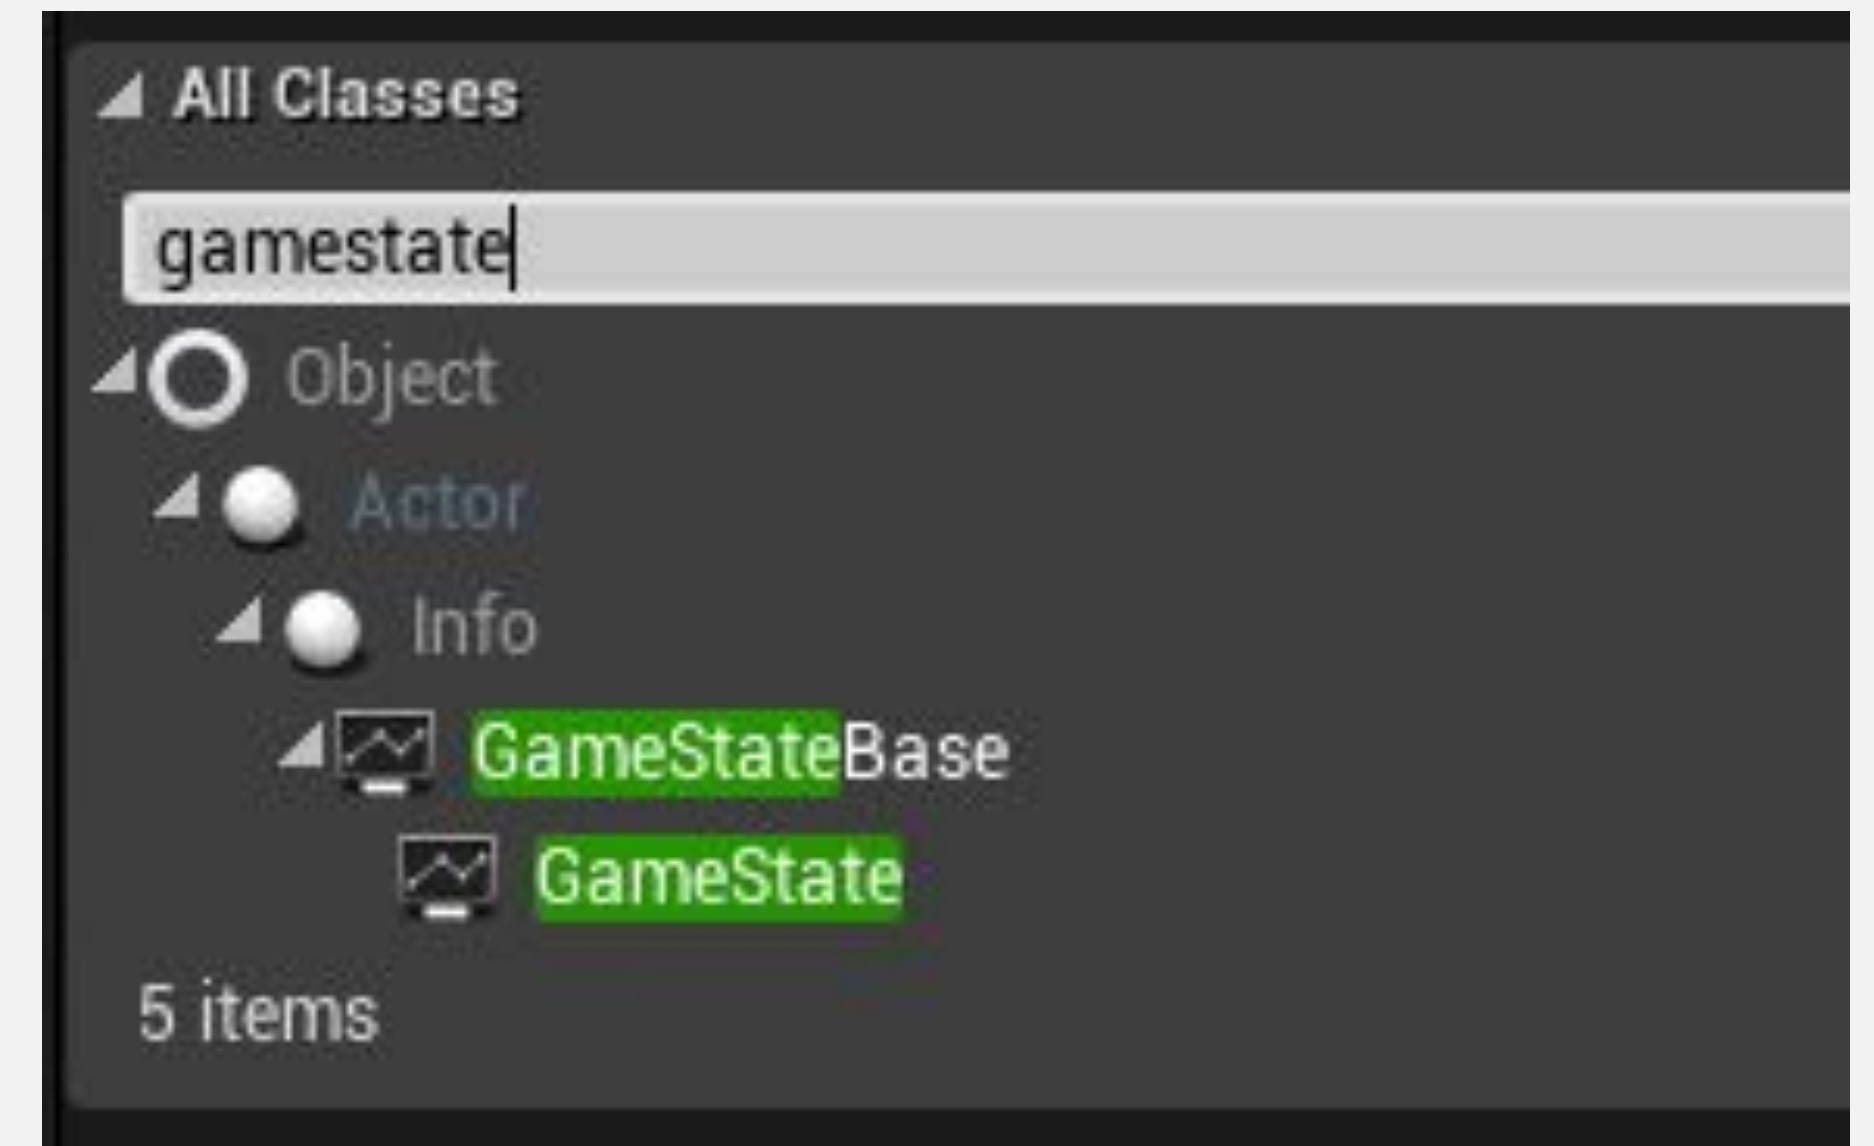 All Classes
gamestate
Object
Actor
Info
GameStateBase
GameState
5 items